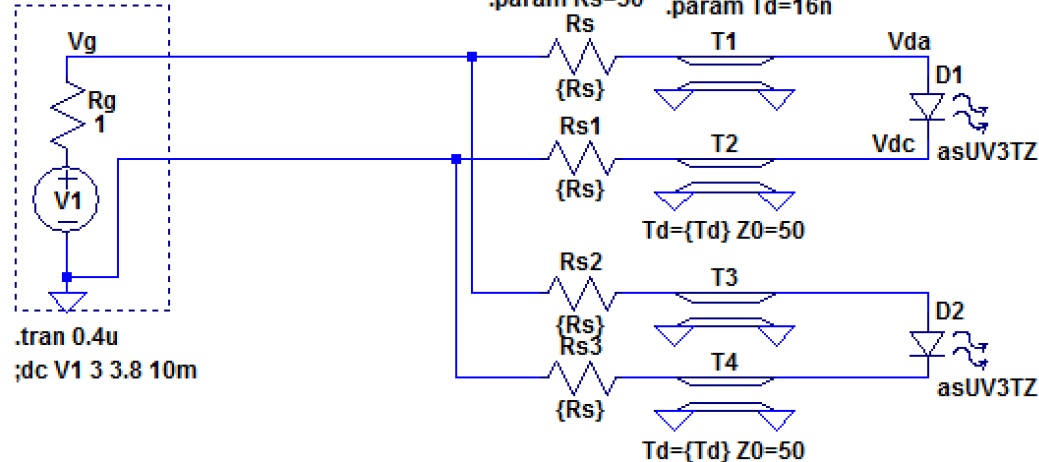 .param Rs=50 .param Td=16n
Rs
T1
Vda
Vg
{Rs}
D1
Rg
1
Rs1
T2
Vdc
asUV3TZ
V1
{Rs}
Td={Td} Z0=50
Rs2
T3
{Rs}
D2
.tran 0.4u
Rs3
T4
;dc V1 3 3.8 10m
asUV3TZ
{Rs}
Td={Td} Z0=50